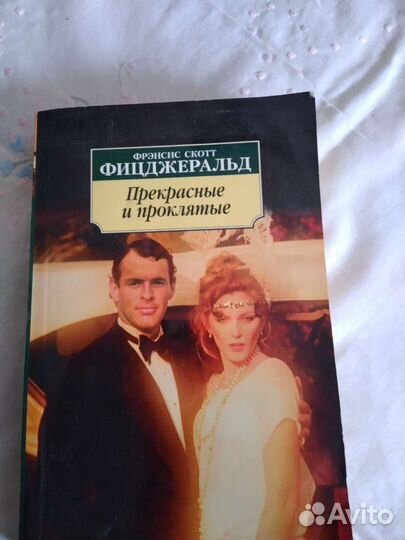 ФРЭНСИС СКОТТ
ФИЦДЖЕРАЛЬД
Прекрасные
и проклятые
Avito